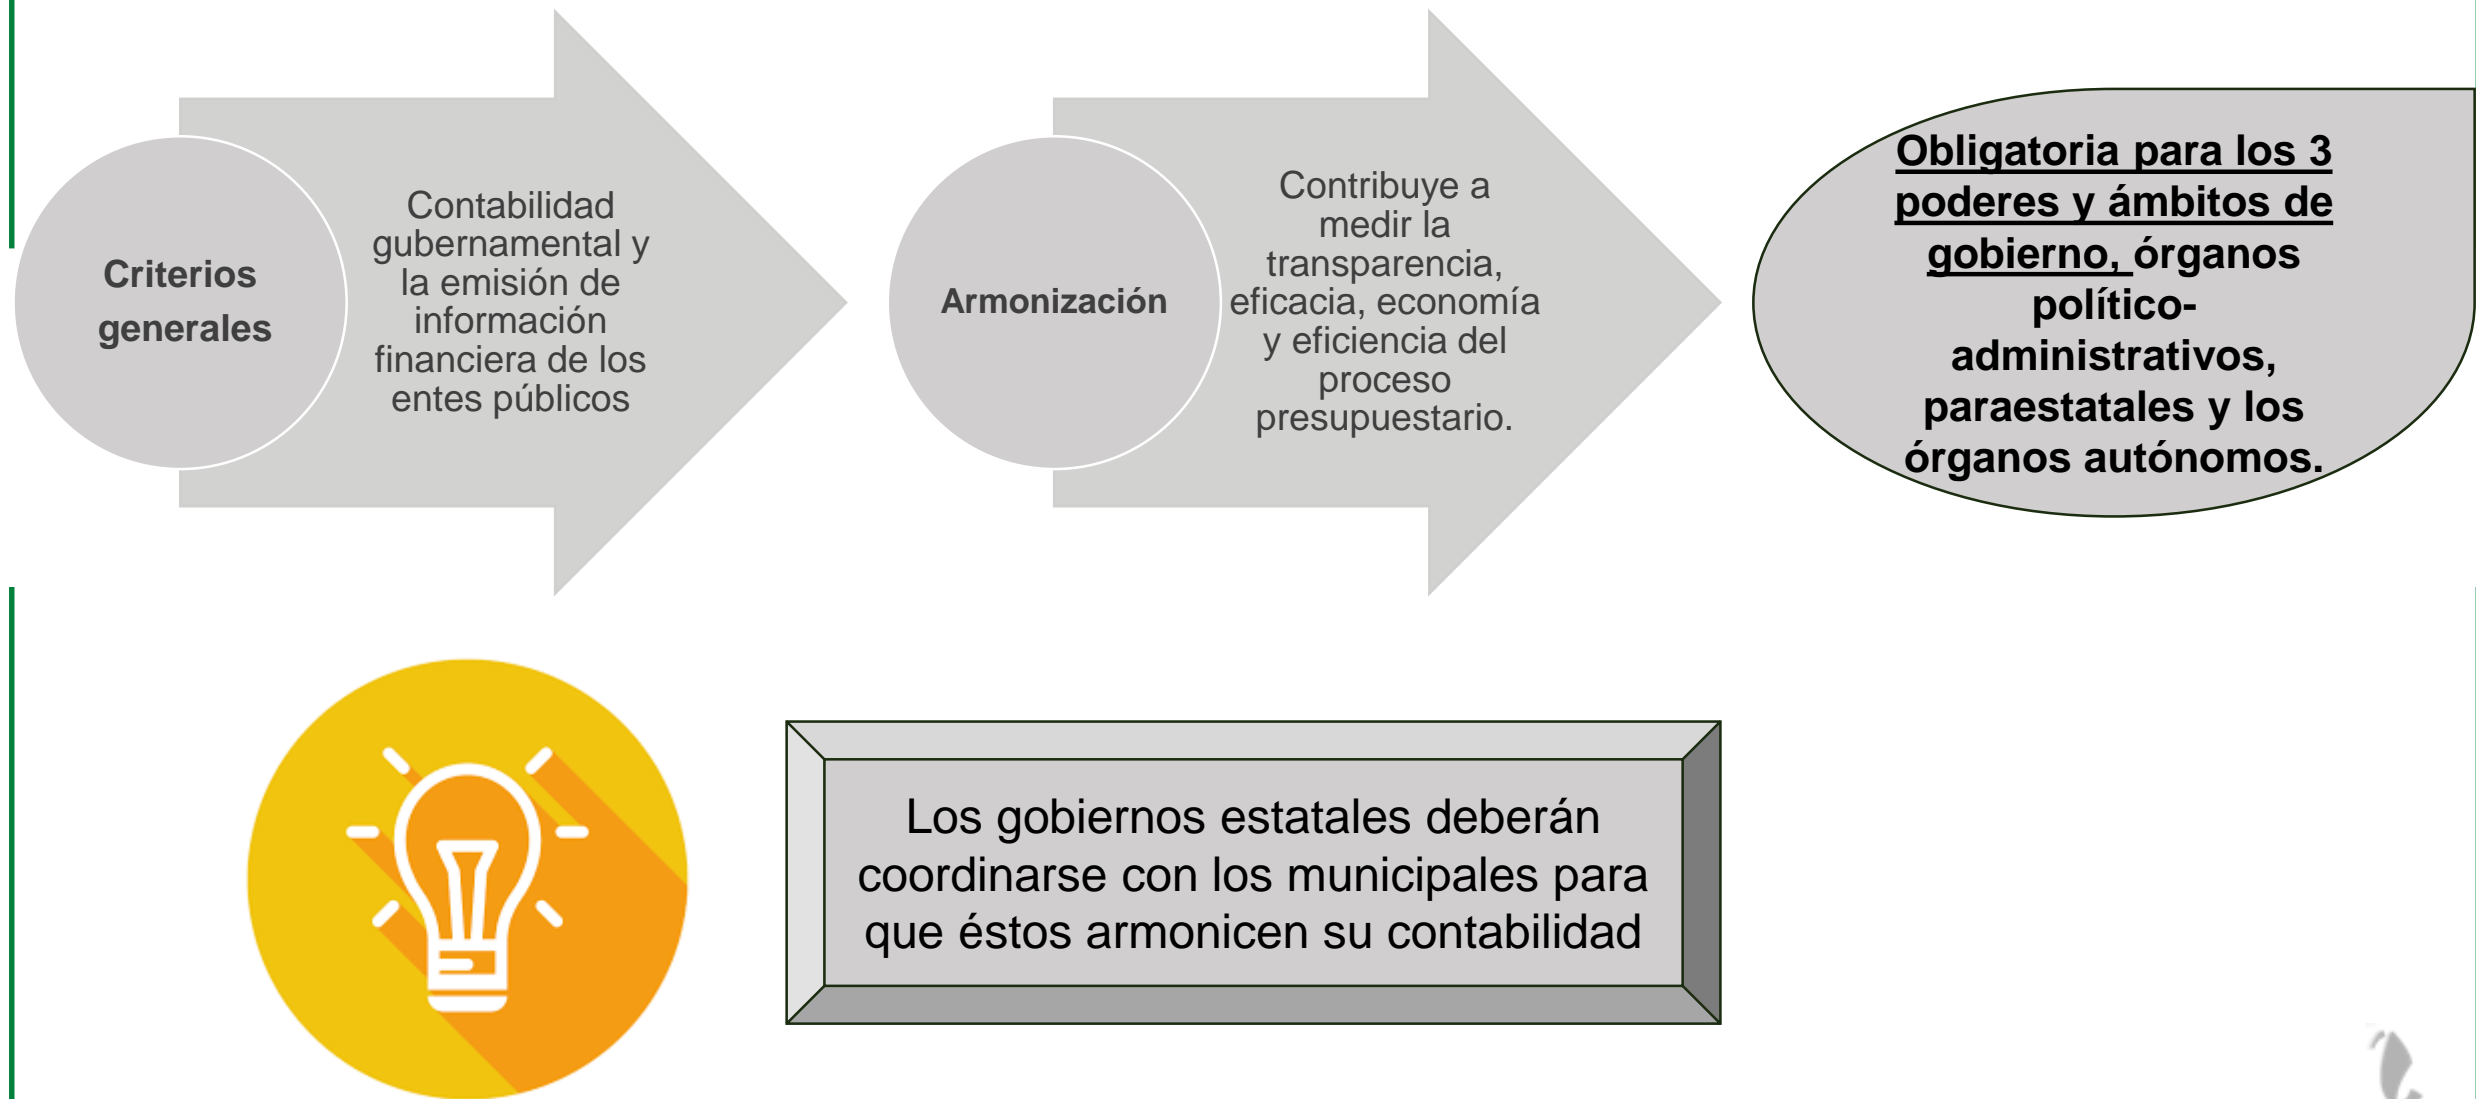 Criterios
generales
Contabilidad
gubernamental y
la emisión de
información
financiera de los
entes públicos
Armonización
Contribuye a
medir la
transparencia,
eficacia, economía
y eficiencia del
proceso
presupuestario.
Obligatoria para los 3
poderes y ámbitos de
gobierno, órganos
político-
administrativos,
paraestatales y los
órganos autónomos.
Los gobiernos estatales deberán
coordinarse con los municipales para
que éstos armonicen su contabilidad